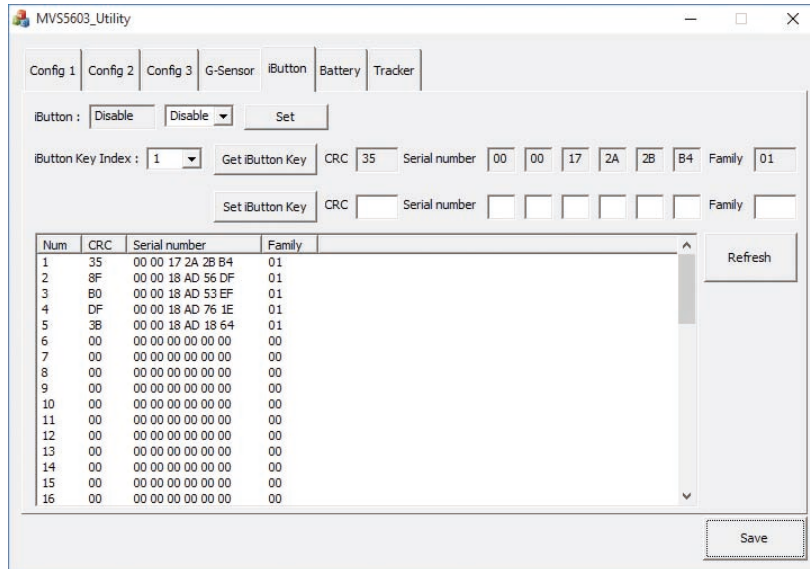 MVS5603_Utility
Config 1 Config 2 Config 3 G-Sensor iButton Battery Tracker
iButton : Disable Disable Set
iButton Key Index : 1 Get iButton Key CRC 35 Serial number 00 00 17 2A 2B B4 Family 01
Set iButton Key CRC Serial number Family
Num CRC Serial number Family
Refresh
1 35 00 00 17 2A 2B B4 01
2 8F 00 00 18 AD 56 DF 01
3 B0 00 00 18 AD 53 EF 01
4 DF 00 00 18 AD 76 1E 01
5 3B 00 00 18 AD 18 64 01
6 00 00 00 00 00 00 00 00
7 00 00 00 00 00 00 00 00
8 00 00 00 00 00 00 00 00
9 00 00 00 00 00 00 00 00
10 00 00 00 00 00 00 00 00
11 00 00 00 00 00 00 00 00
12 00 00 00 00 00 00 00 00
13 00 00 00 00 00 00 00 00
14 00 00 00 00 00 00 00 00
15 00 00 00 00 00 00 00 00
16 00 00 00 00 00 00 00 00
Save